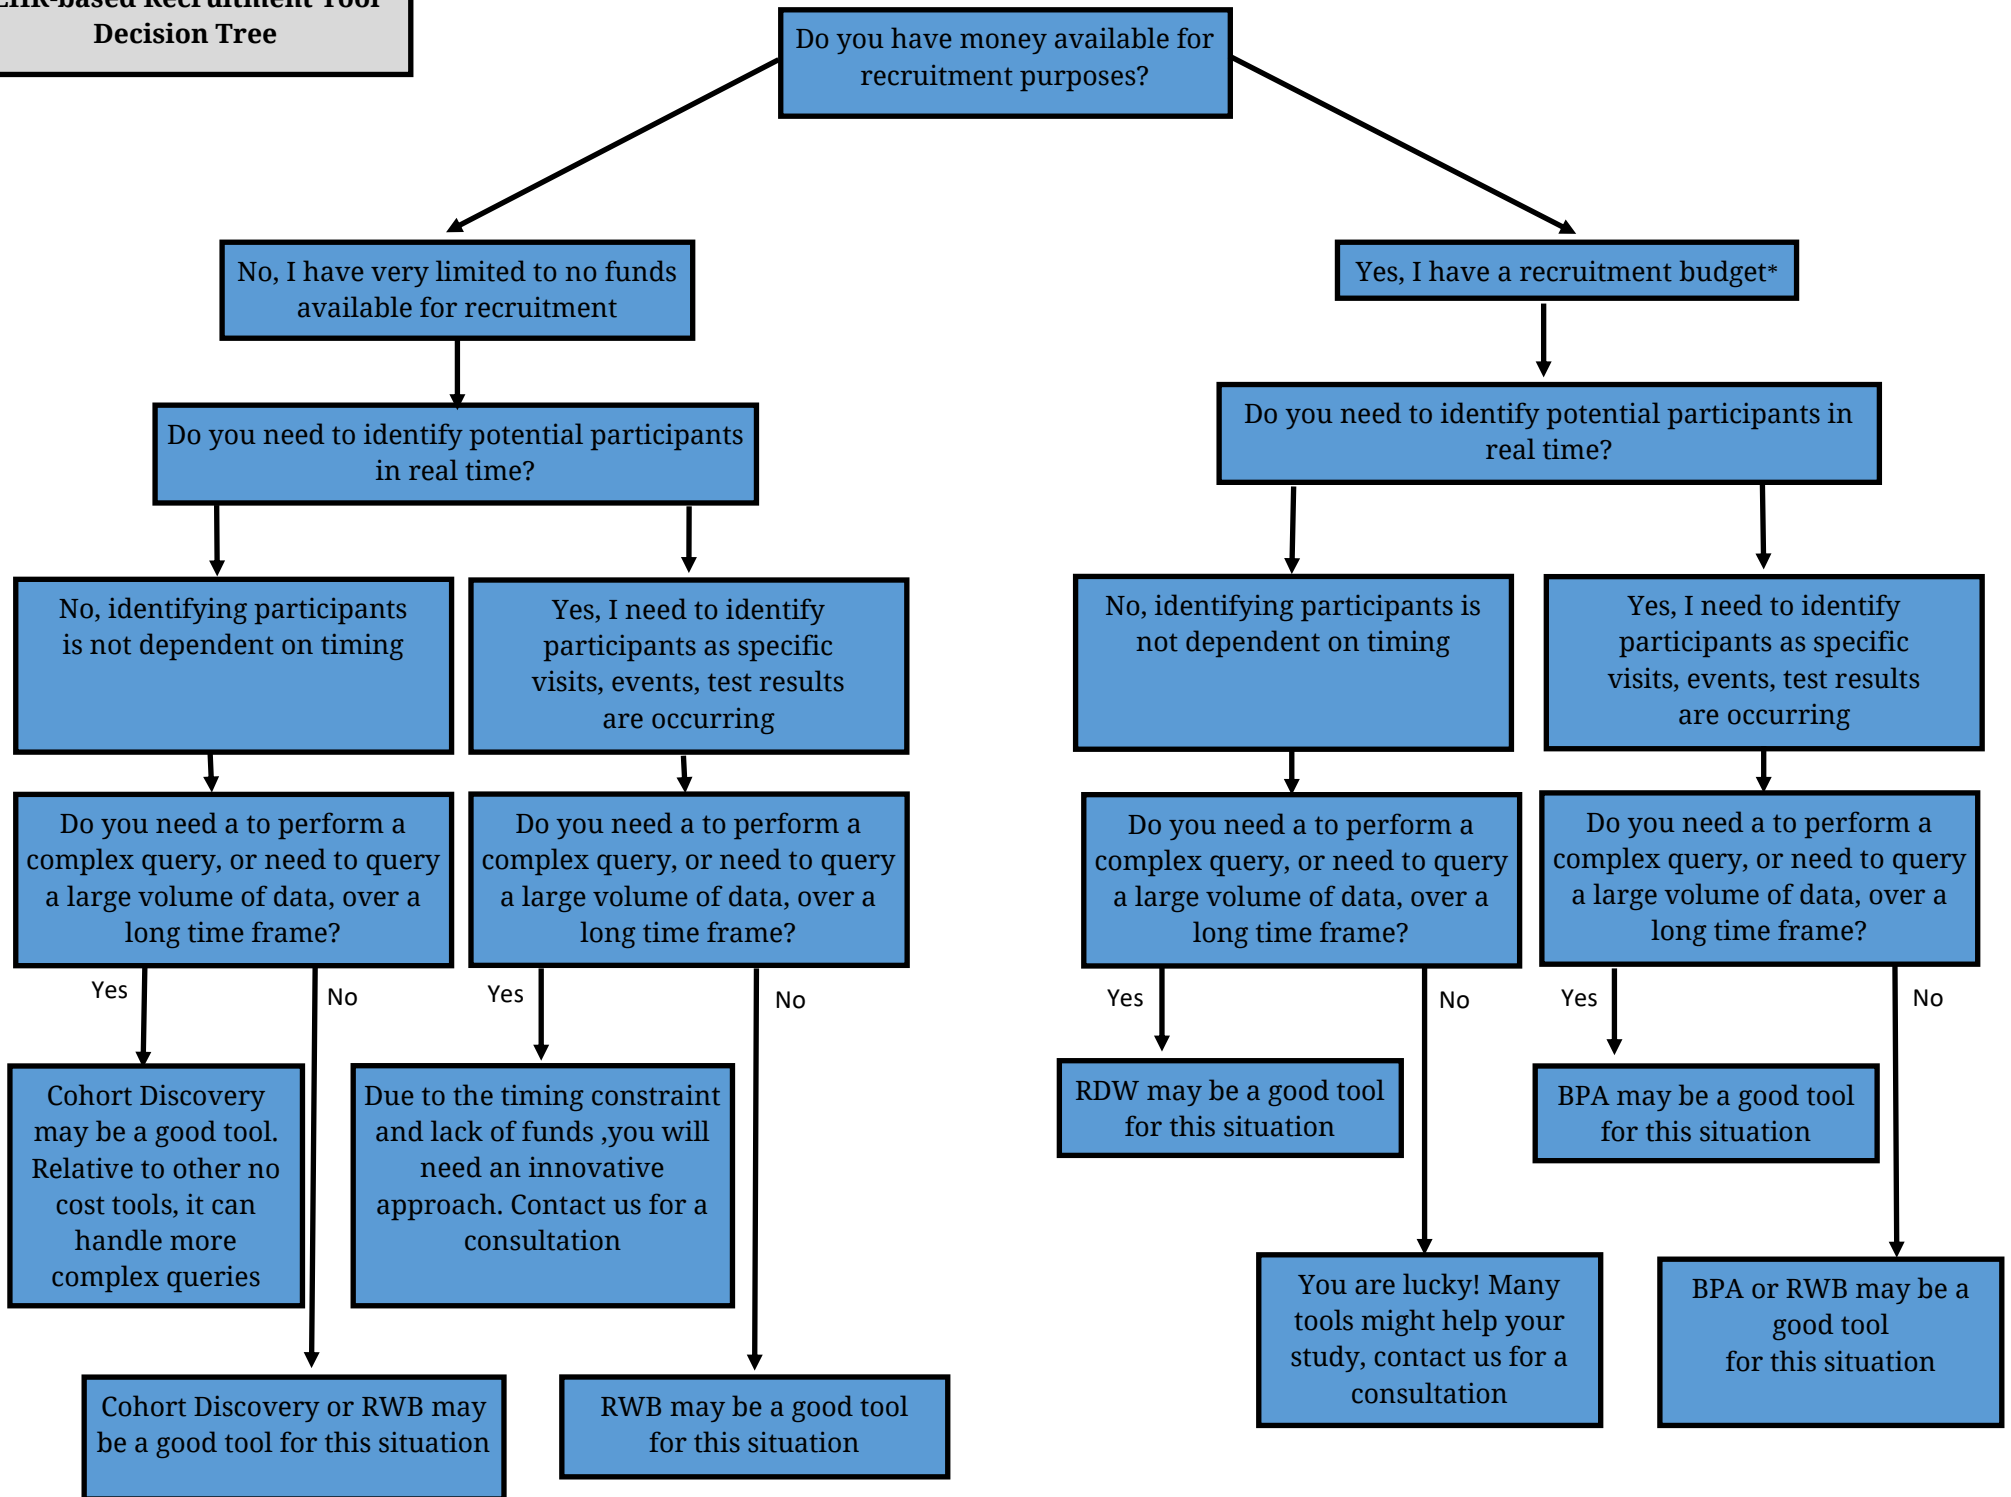 EHR-based Recruitment Tool
Decision Tree
Do you have money available for
recruitment purposes?
No, I have very limited to no funds
available for recruitment
Yes, I have a recruitment budget*
Do you need to identify potential participants
in real time?
Do you need to identify potential participants in
real time?
No, identifying participants
is not dependent on timing
Yes, I need to identify
participants as specific
visits, events, test results
are occurring
No, identifying participants is
not dependent on timing
Yes, I need to identify
participants as specific
visits, events, test results
are occurring
Do you need a to perform a
complex query, or need to query
a large volume of data, over a
long time frame?
Do you need a to perform a
complex query, or need to query
a large volume of data, over a
long time frame?
Do you need a to perform a
complex query, or need to query
a large volume of data, over a
long time frame?
Do you need a to perform a
complex query, or need to query
a large volume of data, over a
long time frame?
Yes
No
Yes
No
Yes
No
Yes
No
Cohort Discovery
may be a good tool.
Relative to other no
cost tools, it can
handle more
complex queries
Due to the timing constraint
and lack of funds ,you will
need an innovative
approach. Contact us for a
consultation
RDW may be a good tool
for this situation
BPA may be a good tool
for this situation
You are lucky! Many
tools might help your
study, contact us for a
consultation
BPA or RWB may be a
good tool
for this situation
Cohort Discovery or RWB may
be a good tool for this situation
RWB may be a good tool
for this situation